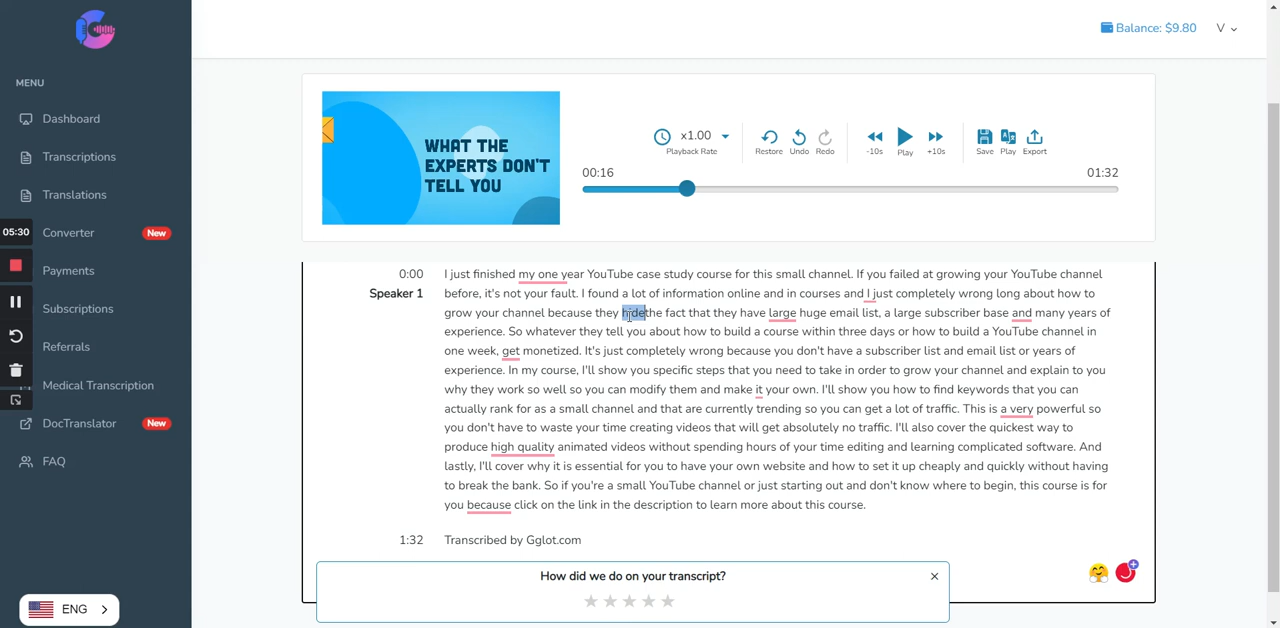 Balance: $9.80
V
MENU
Dashboard
Transcriptions
Translations
05:30
Converter
New
Payments
Subscriptions
Referrals
Medical Transcription
DocTranslator
New
FAQ
ENG
WHAT THE
EXPERTS DON'T
TELL YOU
x1.00
Playback Rate
Restore
Undo
Redo
-10s
Play
+10s
Save
Play
Export
00:16
01:32
0:00
Speaker 1
I just finished my one year YouTube case study course for this small channel. If you failed at growing your YouTube channel
before, it's not your fault. I found a lot of information online and in courses and I just completely wrong long about how to
grow your channel because they hidethe fact that they have large huge email list, a large subscriber base and many years of
experience. So whatever they tell you about how to build a course within three days or how to build a YouTube channel in
one week, get monetized. It's just completely wrong because you don't have a subscriber list and email list or years of
experience. In my course, I'll show you specific steps that you need to take in order to grow your channel and explain to you
why they work so well so you can modify them and make it your own. I'll show you how to find keywords that you can
actually rank for as a small channel and that are currently trending so you can get a lot of traffic. This is a very powerful so
you don't have to waste your time creating videos that will get absolutely no traffic. I'll also cover the quickest way to
produce high quality animated videos without spending hours of your time editing and learning complicated software. And
lastly, I'll cover why it is essential for you to have your own website and how to set it up cheaply and quickly without having
to break the bank. So if you're a small YouTube channel or just starting out and don't know where to begin, this course is for
you because click on the link in the description to learn more about this course.
1:32
Transcribed by Gglot.com
How did we do on your transcript?